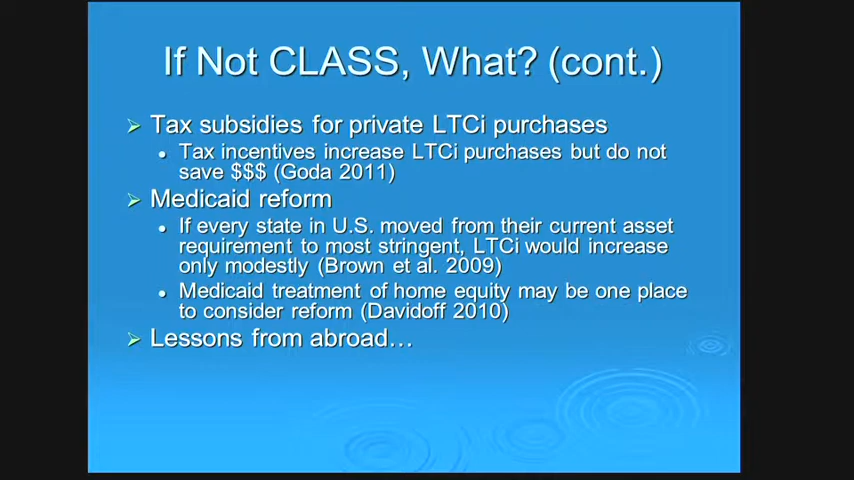 If Not CLASS, What? (cont.)
Tax subsidies for private LTCi purchases
Tax incentives increase LTCi purchases but do not
save $$$ (Goda 2011)
Medicaid reform
If every state in U.S. moved from their current asset
requirement to most stringent, LTCi would increase
only modestly (Brown et al. 2009)
Medicaid treatment of home equity may be one place
to consider reform (Davidoff 2010)
Lessons from abroad…